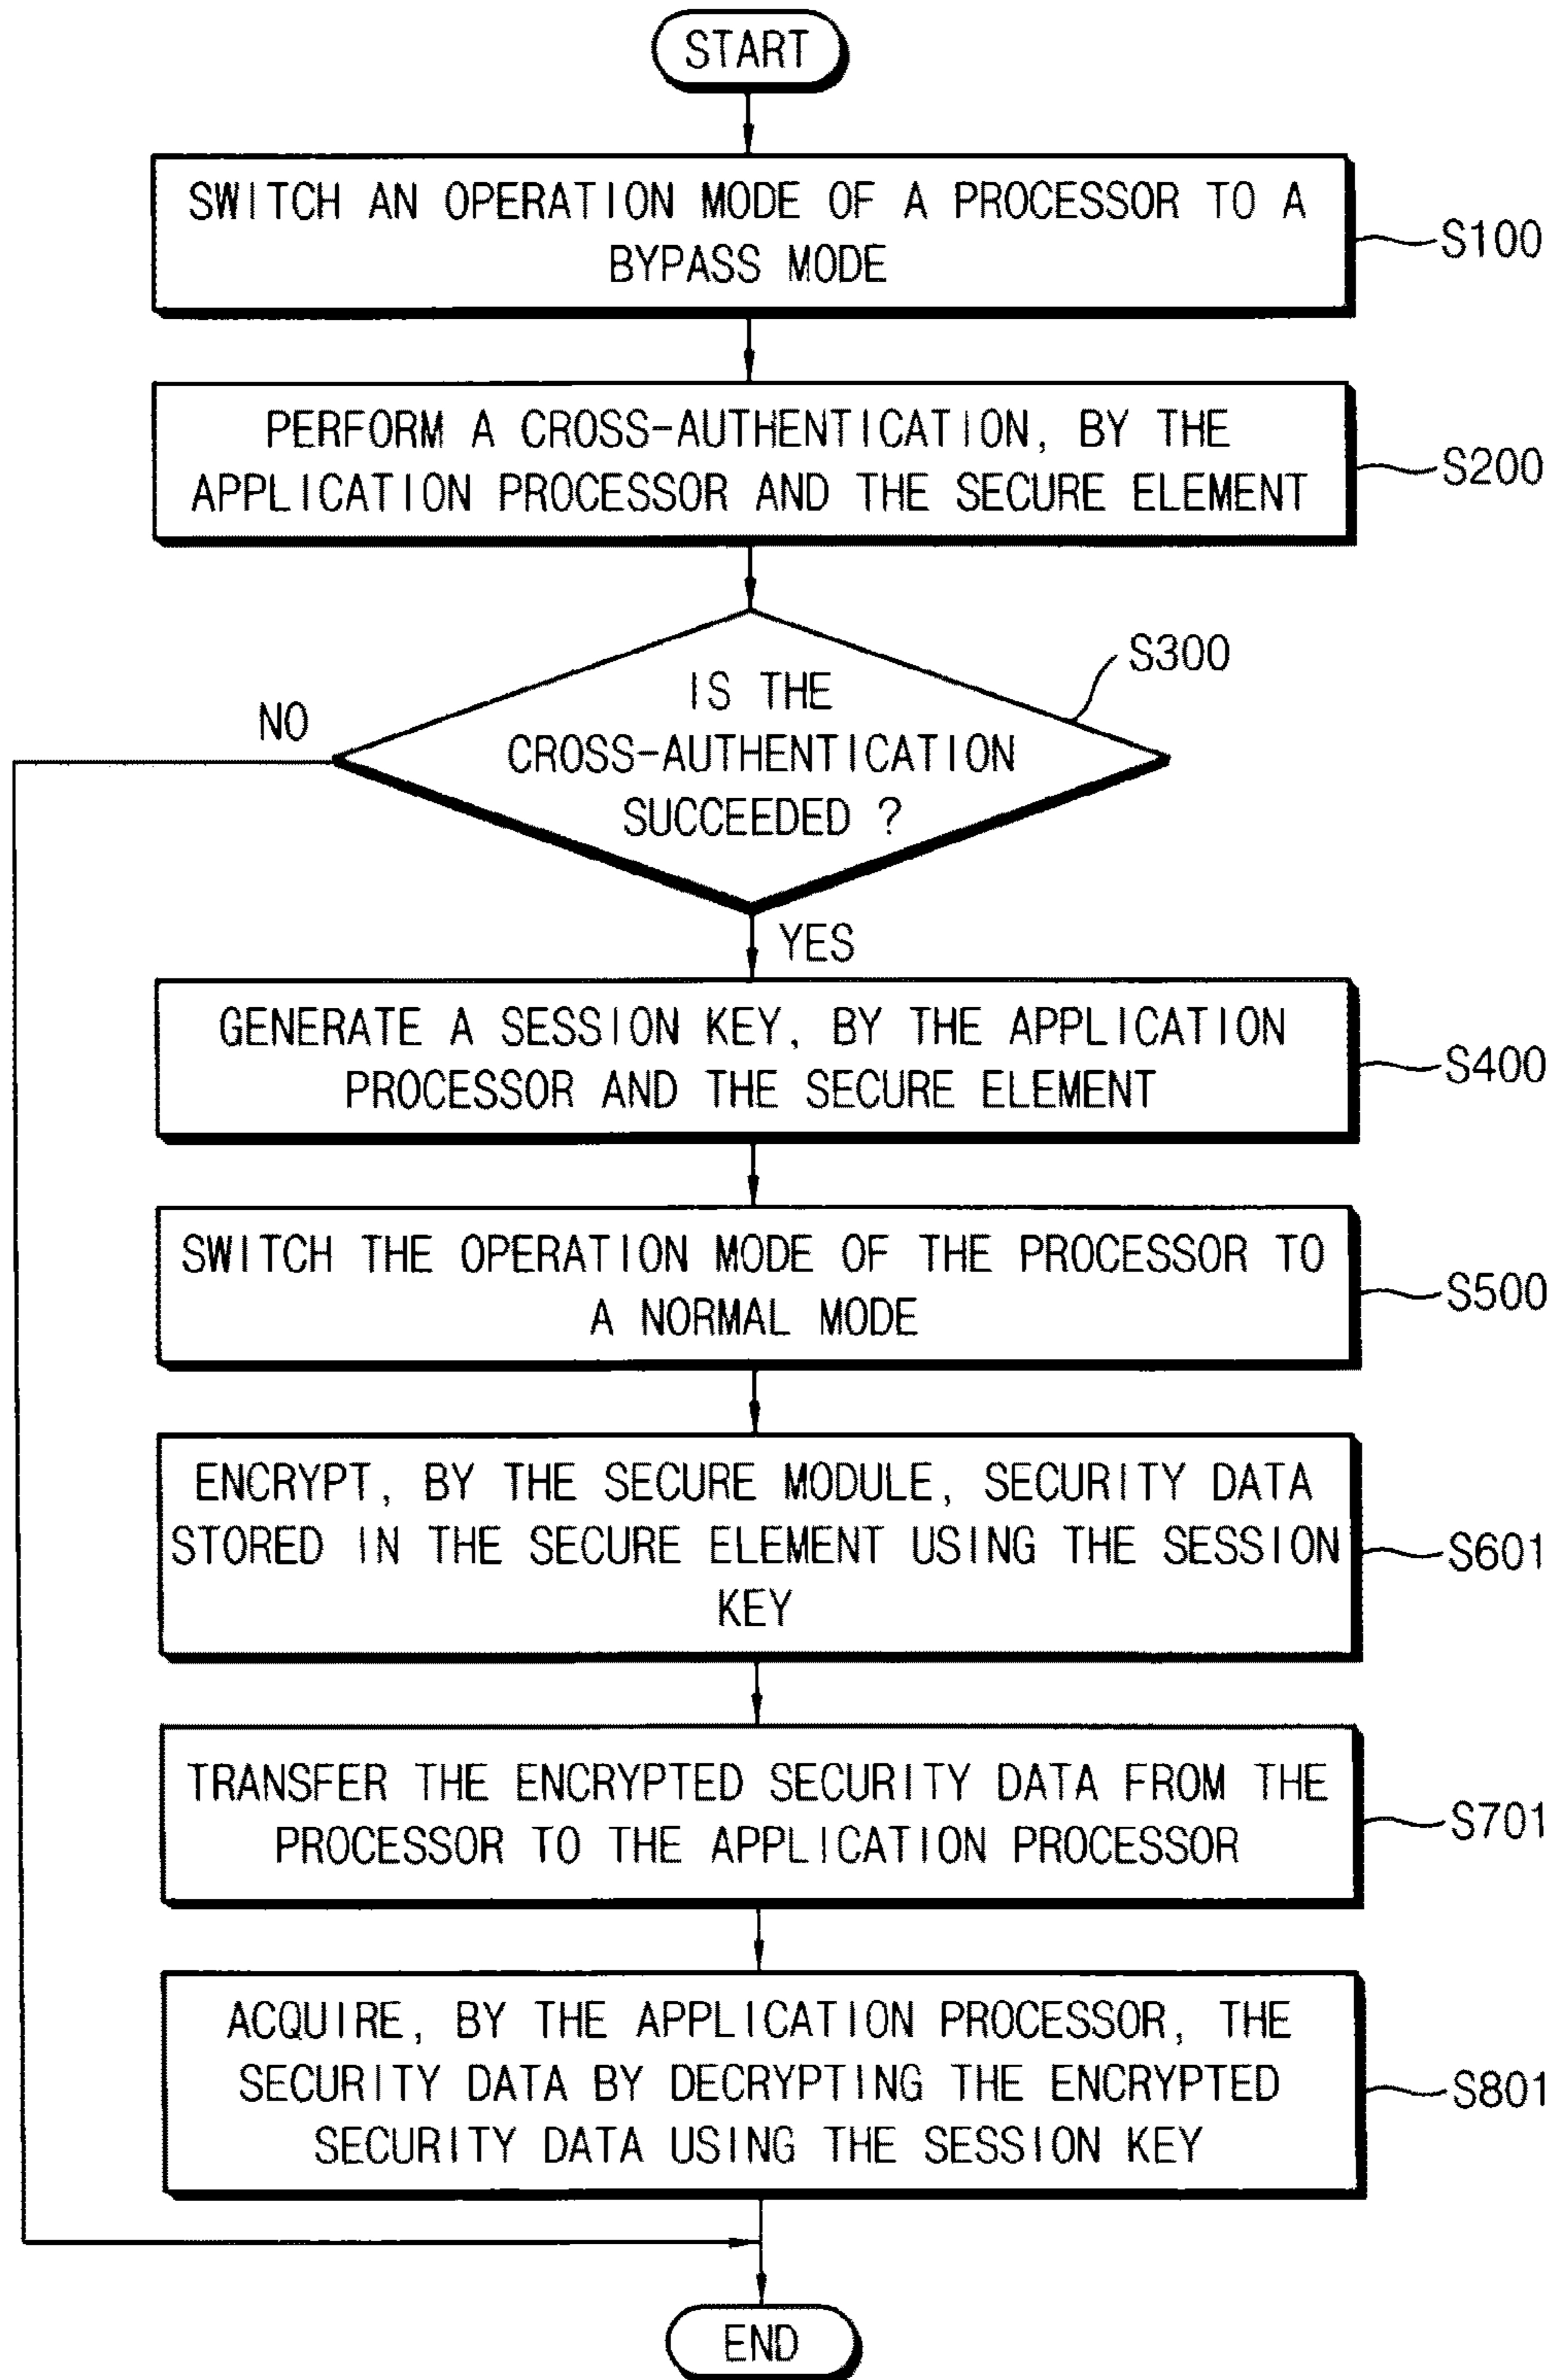 START
SWITCH AN OPERATION MODE OF A PROCESSOR TO A
BYPASS MODE
S100
PERFORM A CROSS-AUTHENTICATION, BY THE
APPLICATION PROCESSOR AND THE SECURE ELEMENT
S200
S300
IS THE
CROSS-AUTHENTICATION
SUCCEEDED ?
NO
YES
GENERATE A SESSION KEY, BY THE APPLICATION
PROCESSOR AND THE SECURE ELEMENT
S400
SWITCH THE OPERATION MODE OF THE PROCESSOR TO
A NORMAL MODE
S500
ENCRYPT, BY THE SECURE MODULE, SECURITY DATA
STORED IN THE SECURE ELEMENT USING THE SESSION
KEY
S601
TRANSFER THE ENCRYPTED SECURITY DATA FROM THE
PROCESSOR TO THE APPLICATION PROCESSOR
S701
ACQUIRE, BY THE APPLICATION PROCESSOR, THE
SECURITY DATA BY DECRYPTING THE ENCRYPTED
SECURITY DATA USING THE SESSION KEY
S801
END